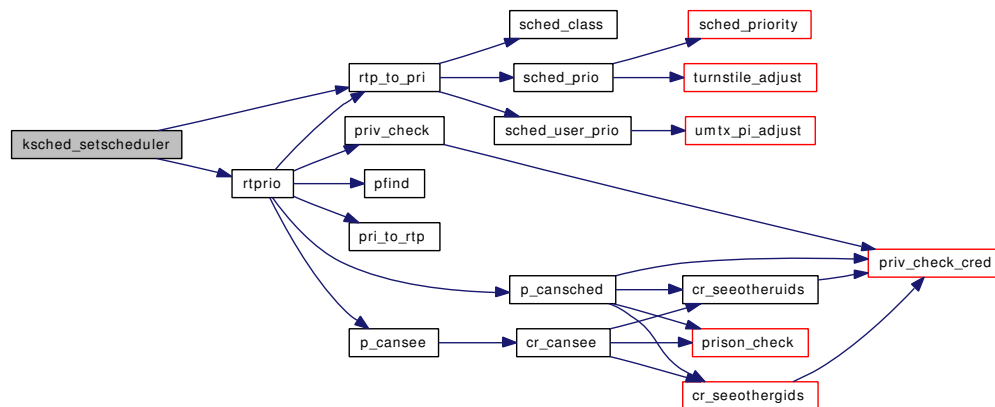 sched_class
sched_priority
rtp_to_pri
sched_prio
turnstile_adjust
priv_check
sched_user_prio
umtx_pi_adjust
ksched_setscheduler
rtprio
pfind
pri_to_rtp
priv_check_cred
p_cansched
cr_seeotheruids
p_cansee
cr_cansee
prison_check
cr_seeothergids